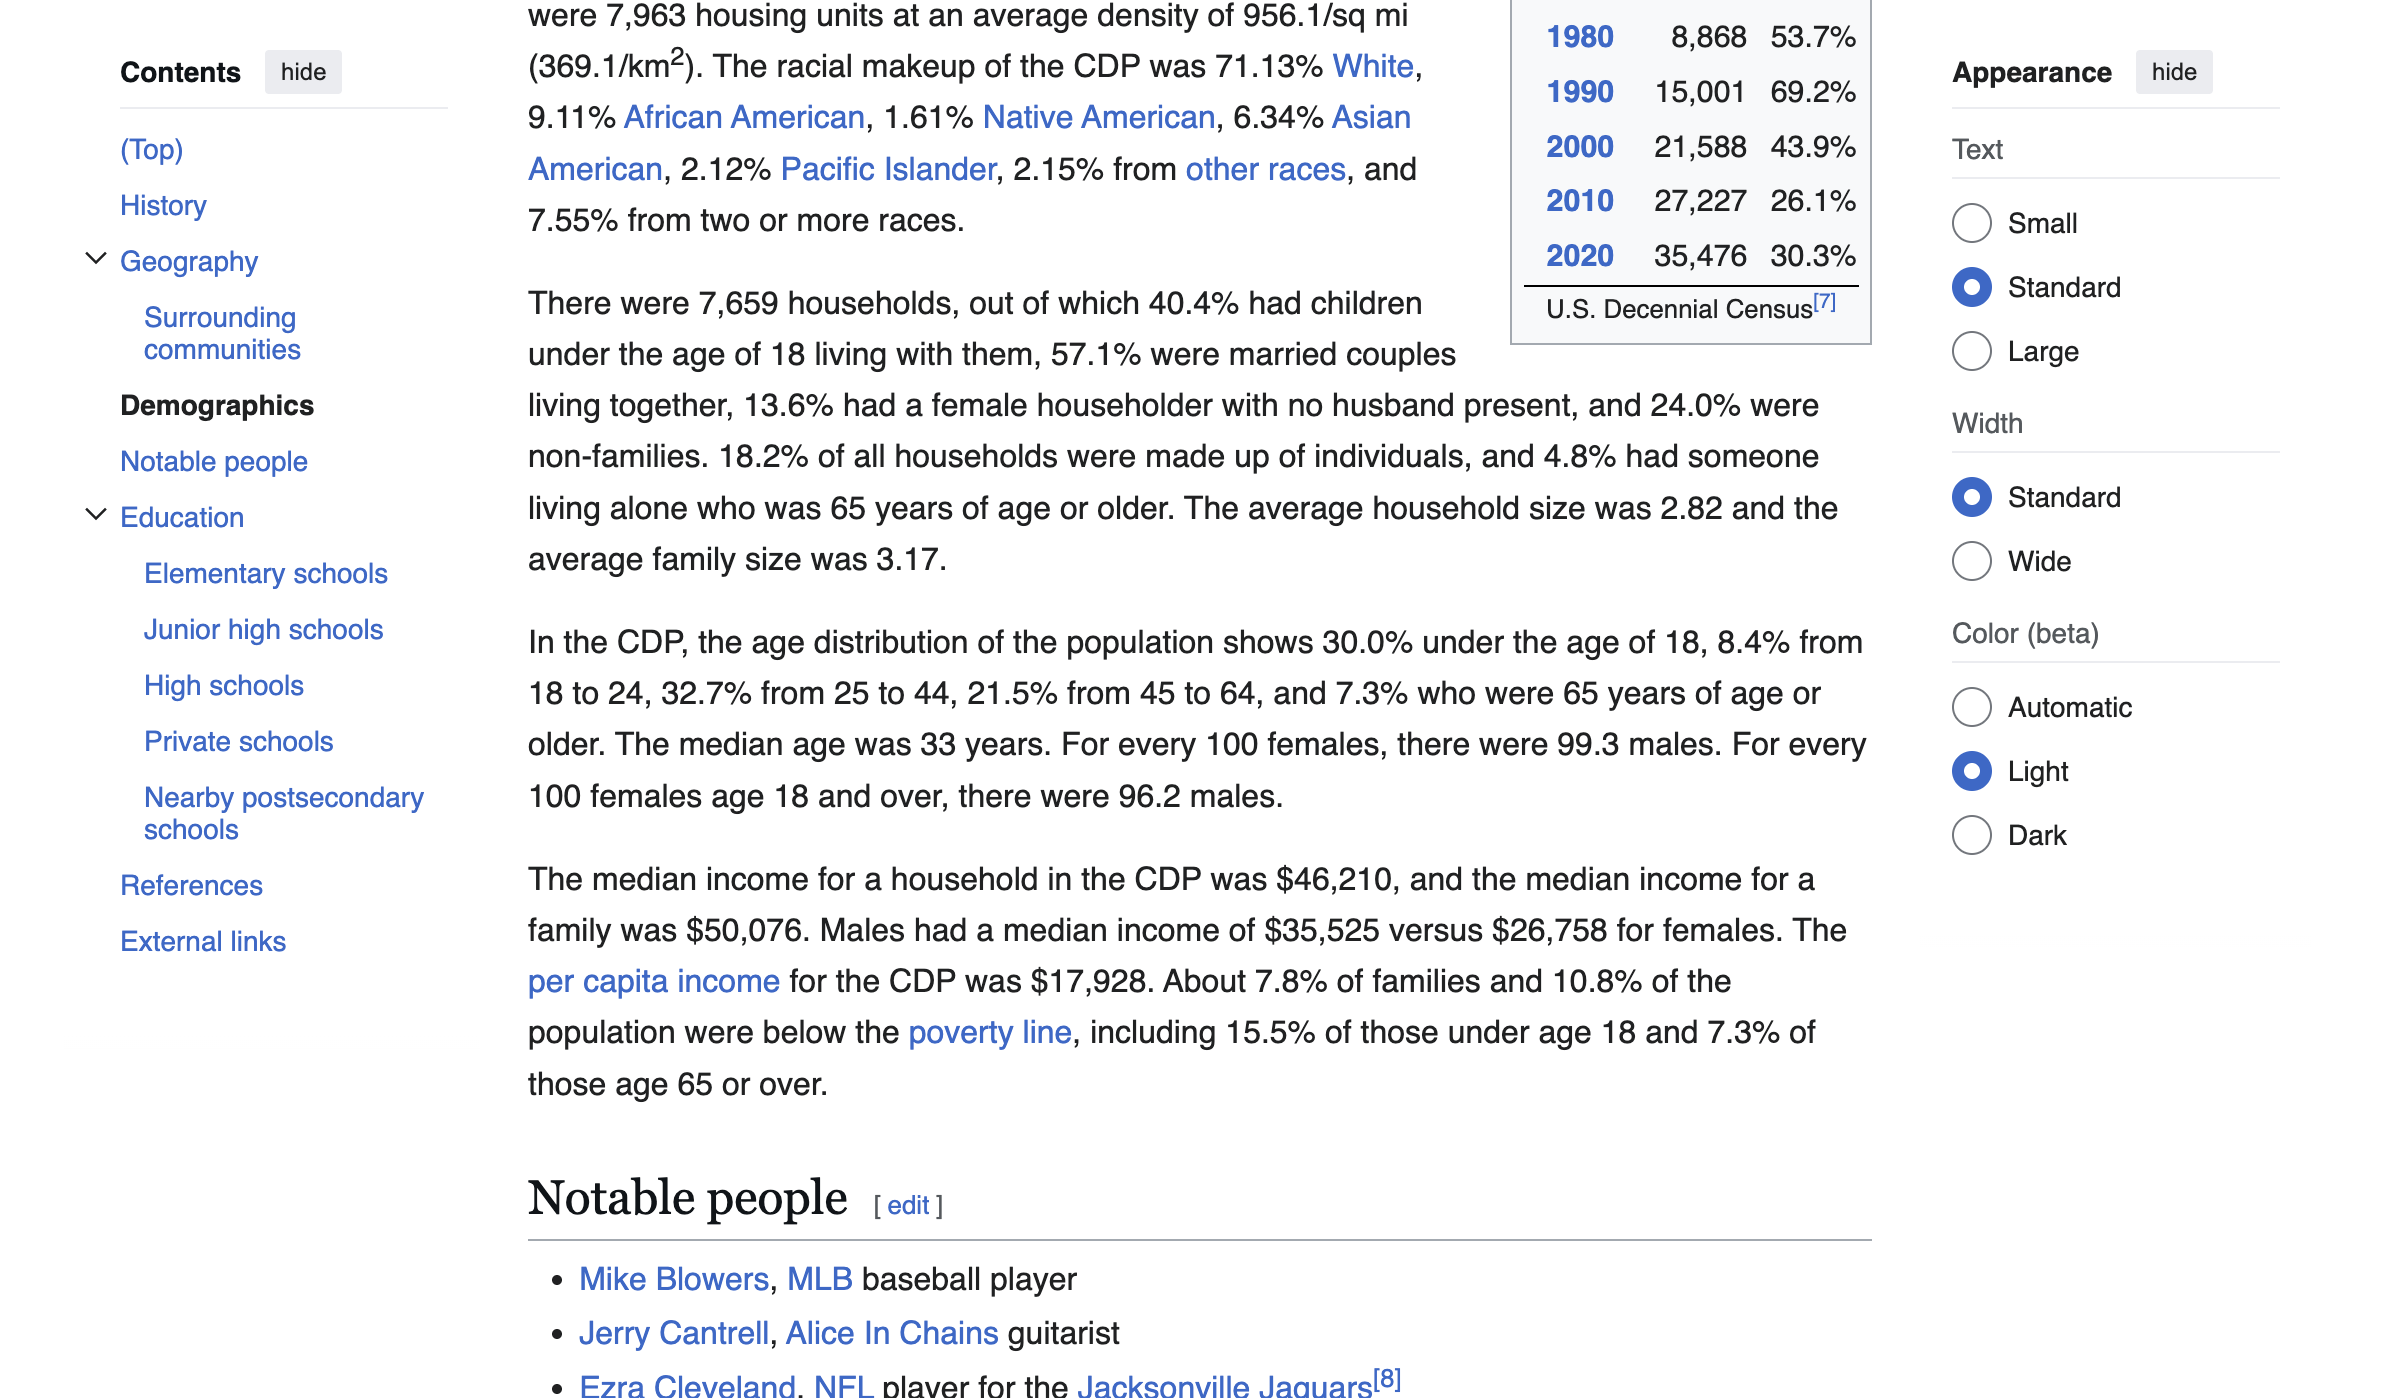 Contents hide
(Top)
History
Geography
Surrounding
communities
Demographics
Notable people
Education
Elementary schools
Junior high schools
High schools
Private schools
Nearby postsecondary
schools
References
External links
were 7,963 housing units at an average density of 956.1/sq mi
(369.1/km²). The racial makeup of the CDP was 71.13% White,
9.11% African American, 1.61% Native American, 6.34% Asian
American, 2.12% Pacific Islander, 2.15% from other races, and
7.55% from two or more races.
1980 8,868 53.7%
1990 15,001 69.2%
2000 21,588 43.9%
2010 27,227 26.1%
2020 35,476 30.3%
U.S. Decennial Census[7]
There were 7,659 households, out of which 40.4% had children
under the age of 18 living with them, 57.1% were married couples
living together, 13.6% had a female householder with no husband present, and 24.0% were
non-families. 18.2% of all households were made up of individuals, and 4.8% had someone
living alone who was 65 years of age or older. The average household size was 2.82 and the
average family size was 3.17.
In the CDP, the age distribution of the population shows 30.0% under the age of 18, 8.4% from
18 to 24, 32.7% from 25 to 44, 21.5% from 45 to 64, and 7.3% who were 65 years of age or
older. The median age was 33 years. For every 100 females, there were 99.3 males. For every
100 females age 18 and over, there were 96.2 males.
The median income for a household in the CDP was $46,210, and the median income for a
family was $50,076. Males had a median income of $35,525 versus $26,758 for females. The
per capita income for the CDP was $17,928. About 7.8% of families and 10.8% of the
population were below the poverty line, including 15.5% of those under age 18 and 7.3% of
those age 65 or over.
Notable people [ edit ]
• Mike Blowers, MLB baseball player
• Jerry Cantrell, Alice In Chains guitarist
• Ezra Cleveland, NFL player for the Jacksonville Jaguars[8]
Appearance hide
Text
Small
Standard
Large
Width
Standard
Wide
Color (beta)
Automatic
Light
Dark